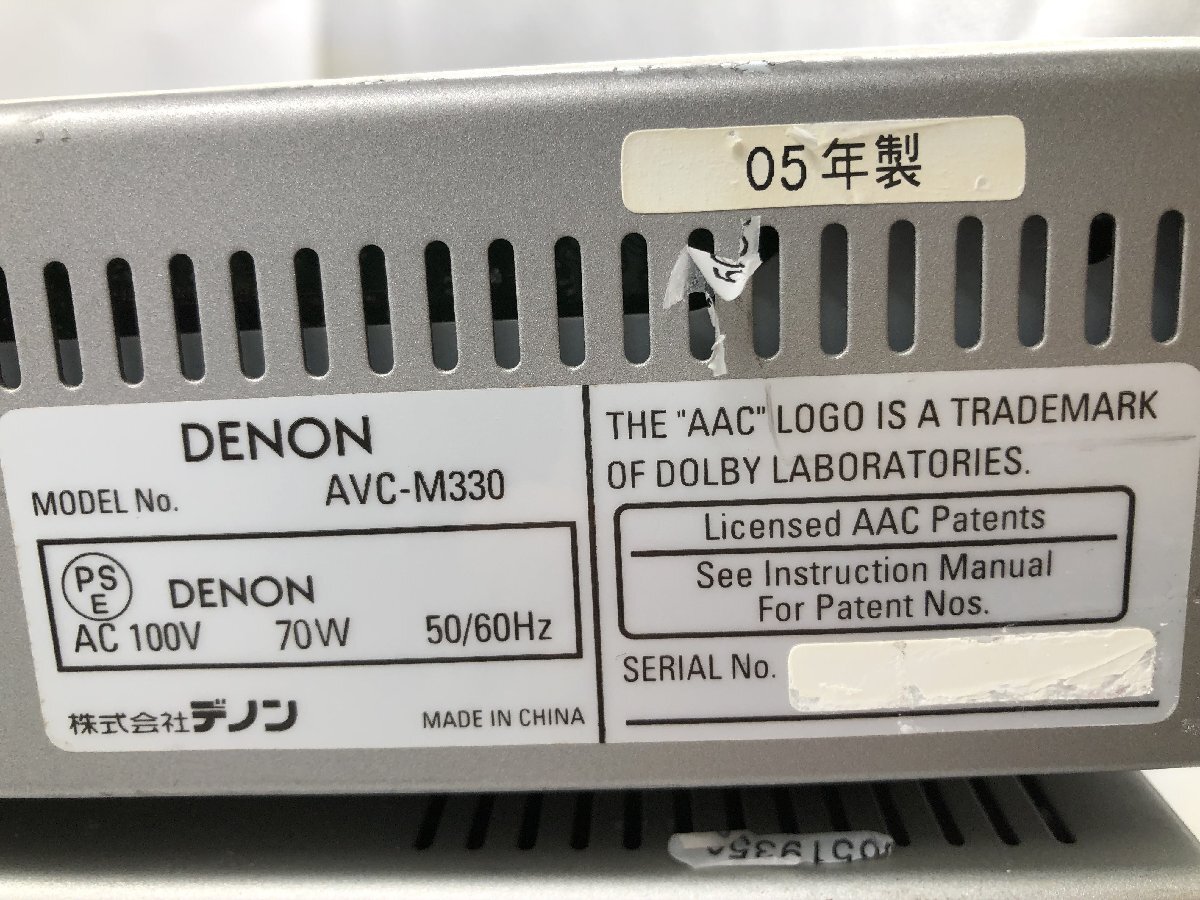 05年製
DENON
MODEL No. AVC-M330
PSE
DENON
AC 100V 70W 50/60Hz
株式会社デノン
MADE IN CHINA
THE "AAC" LOGO IS A TRADEMARK
OF DOLBY LABORATORIES.
Licensed AAC Patents
See Instruction Manual
For Patent Nos.
SERIAL No.